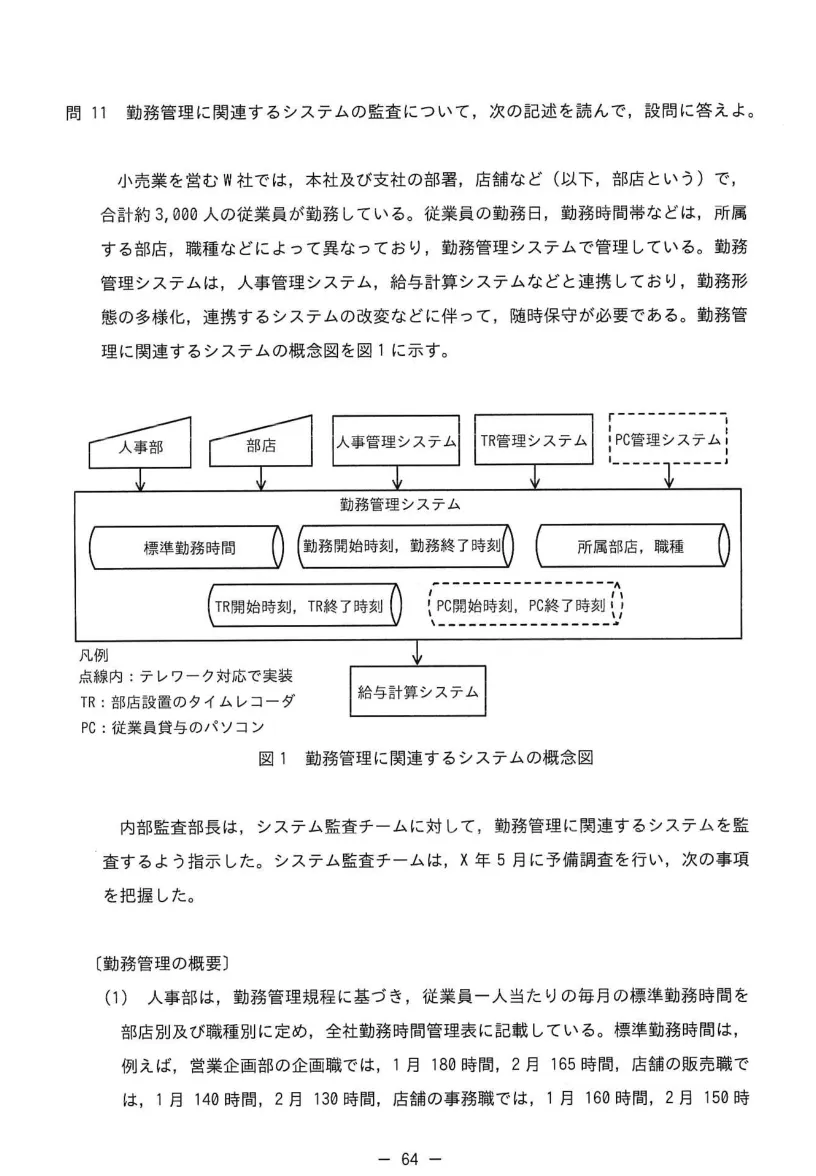 問 11 勤務管理に関連するシステムの監査について，次の記述を読んで，設問に答えよ。
小売業を営む W 社では，本社及び支社の部署，店舗など（以下，部店という）で，
合計約 3,000 人の従業員が勤務している。従業員の勤務日，勤務時間帯などは，所属
する部店，職種などによって異なっており，勤務管理システムで管理している。勤務
管理システムは，人事管理システム，給与計算システムなどと連携しており，勤務形
態の多様化，連携するシステムの改変などに伴って，随時保守が必要である。勤務管
理に関連するシステムの概念図を図 1 に示す。
人事部 部店 人事管理システム TR管理システム PC管理システム
勤務管理システム
標準勤務時間 勤務開始時刻，勤務終了時刻 所属部店，職種
TR開始時刻，TR終了時刻 PC開始時刻，PC終了時刻
凡例
点線内：テレワーク対応で実装
TR：部店設置のタイムレコーダ
PC：従業員貸与のパソコン
給与計算システム
図 1 勤務管理に関連するシステムの概念図
内部監査部長は，システム監査チームに対して，勤務管理に関連するシステムを監
査するよう指示した。システム監査チームは，X 年 5 月に予備調査を行い，次の事項
を把握した。
〔勤務管理の概要〕
(1) 人事部は，勤務管理規程に基づき，従業員一人当たりの毎月の標準勤務時間を
部店別及び職種別に定め，全社勤務時間管理表に記載している。標準勤務時間は，
例えば，営業企画部の企画職では，1 月 180 時間，2 月 165 時間，店舗の販売職で
は，1 月 140 時間，2 月 130 時間，店舗の事務職では，1 月 160 時間，2 月 150 時
− 64 −